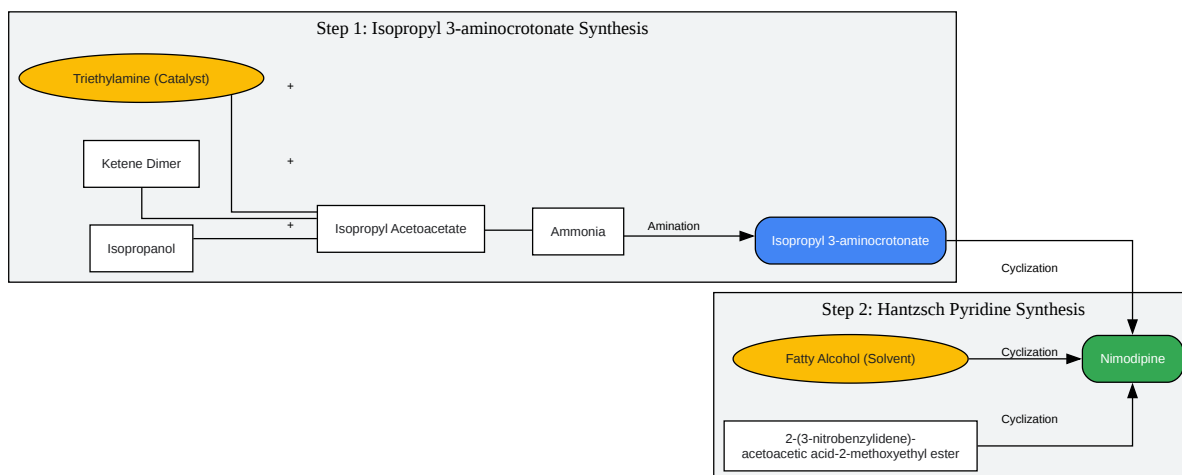 Step 1: Isopropyl 3-aminocrotonate Synthesis
Triethylamine (Catalyst)
+
Ketene Dimer
+
Isopropanol
+
Isopropyl Acetoacetate
Ammonia
Amination
Isopropyl 3-aminocrotonate
Cyclization
Step 2: Hantzsch Pyridine Synthesis
Fatty Alcohol (Solvent)
Cyclization
Nimodipine
Cyclization
2-(3-nitrobenzylidene)-
acetoacetic acid-2-methoxyethyl ester